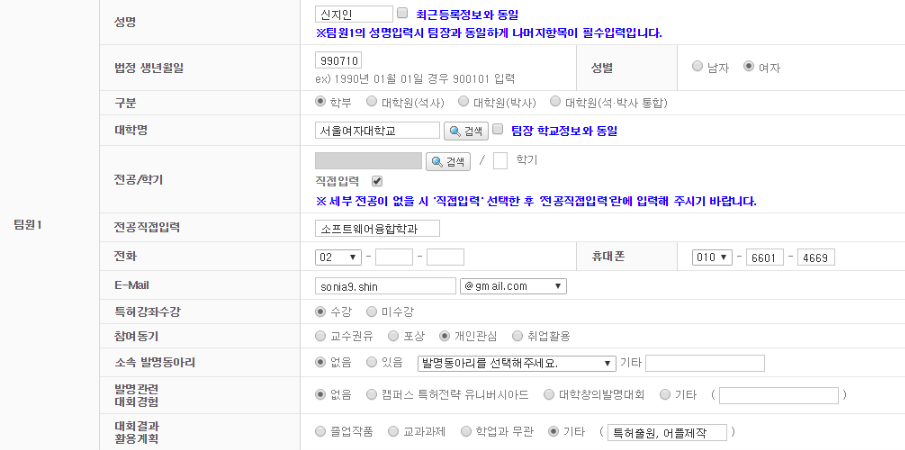 성명 신지인 최근등록정보와 동일
※팀원1의 성명입력시 팀장과 동일하게 나머지항목이 필수입력입니다.
법정 생년월일 990710 성별 남자 여자
ex) 1990년 01월 01일 경우 900101 입력
구분 학부 대학원(석사) 대학원(박사) 대학원(석·박사 통합)
대학명 서울여자대학교 검색 팀장 학교정보와 동일
전공/학기 검색 / 학기
직접입력
※ 세부 전공이 없을 시 '직접입력' 선택한 후 '전공직접입력'란에 입력해 주시기 바랍니다.
팀원1
전공직접입력 소프트웨어융합학과
전화 02 - - 휴대폰 010 - 6601 - 4669
E-Mail sonia9.shin @gmail.com
특허강좌수강 수강 미수강
참여동기 교수권유 포상 개인관심 취업활용
소속 발명동아리 없음 있음 발명동아리를 선택해주세요. 기타
발명관련
대회경험 없음 캠퍼스 특허전략 유니버시아드 대학창의발명대회 기타 ( )
대회결과
활용계획 졸업작품 교과과제 학업과 무관 기타 ( 특허출원, 어플제작 )